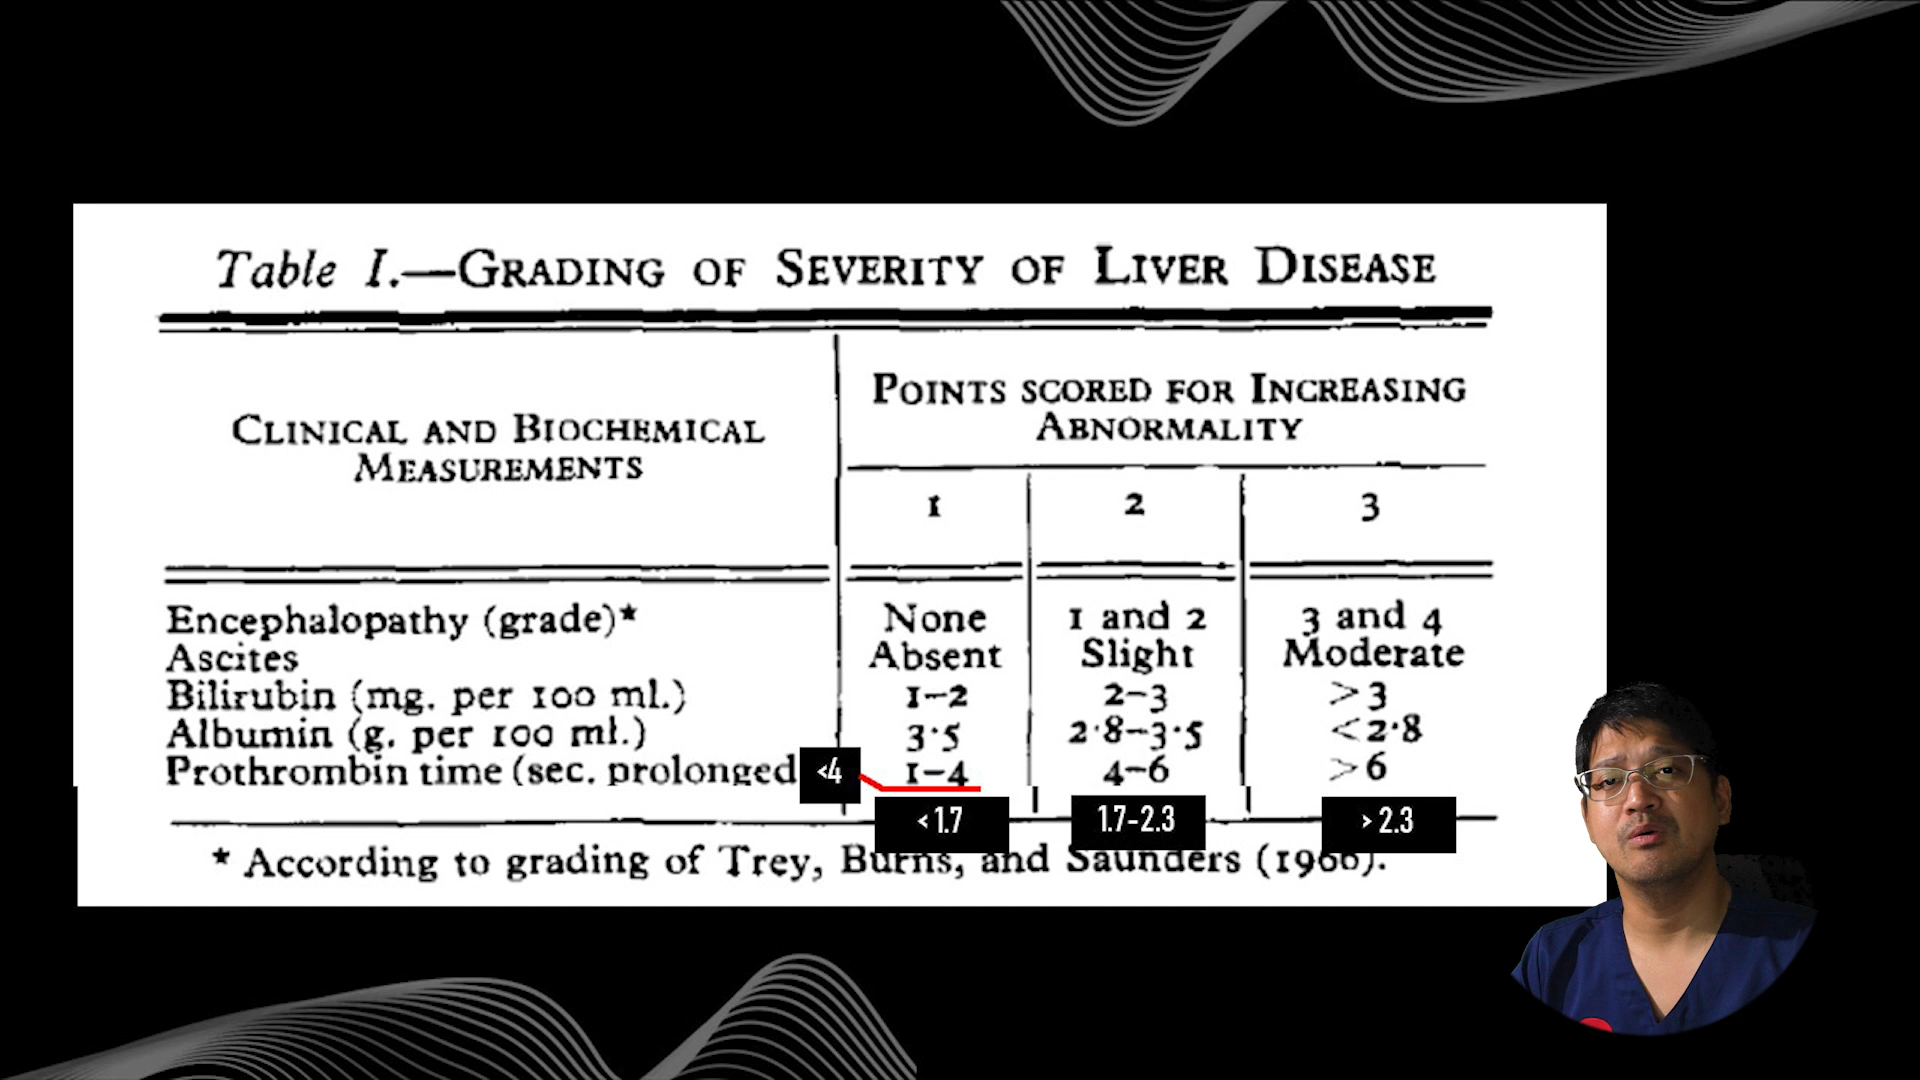 Table I.—GRADING OF SEVERITY OF LIVER DISEASE
CLINICAL AND BIOCHEMICAL MEASUREMENTS
POINTS SCORED FOR INCREASING ABNORMALITY
1 2 3
Encephalopathy (grade)* None 1 and 2 3 and 4
Ascites Absent Slight Moderate
Bilirubin (mg. per 100 ml.) 1–2 2–3 >3
Albumin (g. per 100 ml.) 3·5 2·8–3·5 <2·8
Prothrombin time (sec. prolonged <4 1–4 4–6 >6
<1.7 1.7-2.3 >2.3
* According to grading of Trey, Burns, and Saunders (1966).